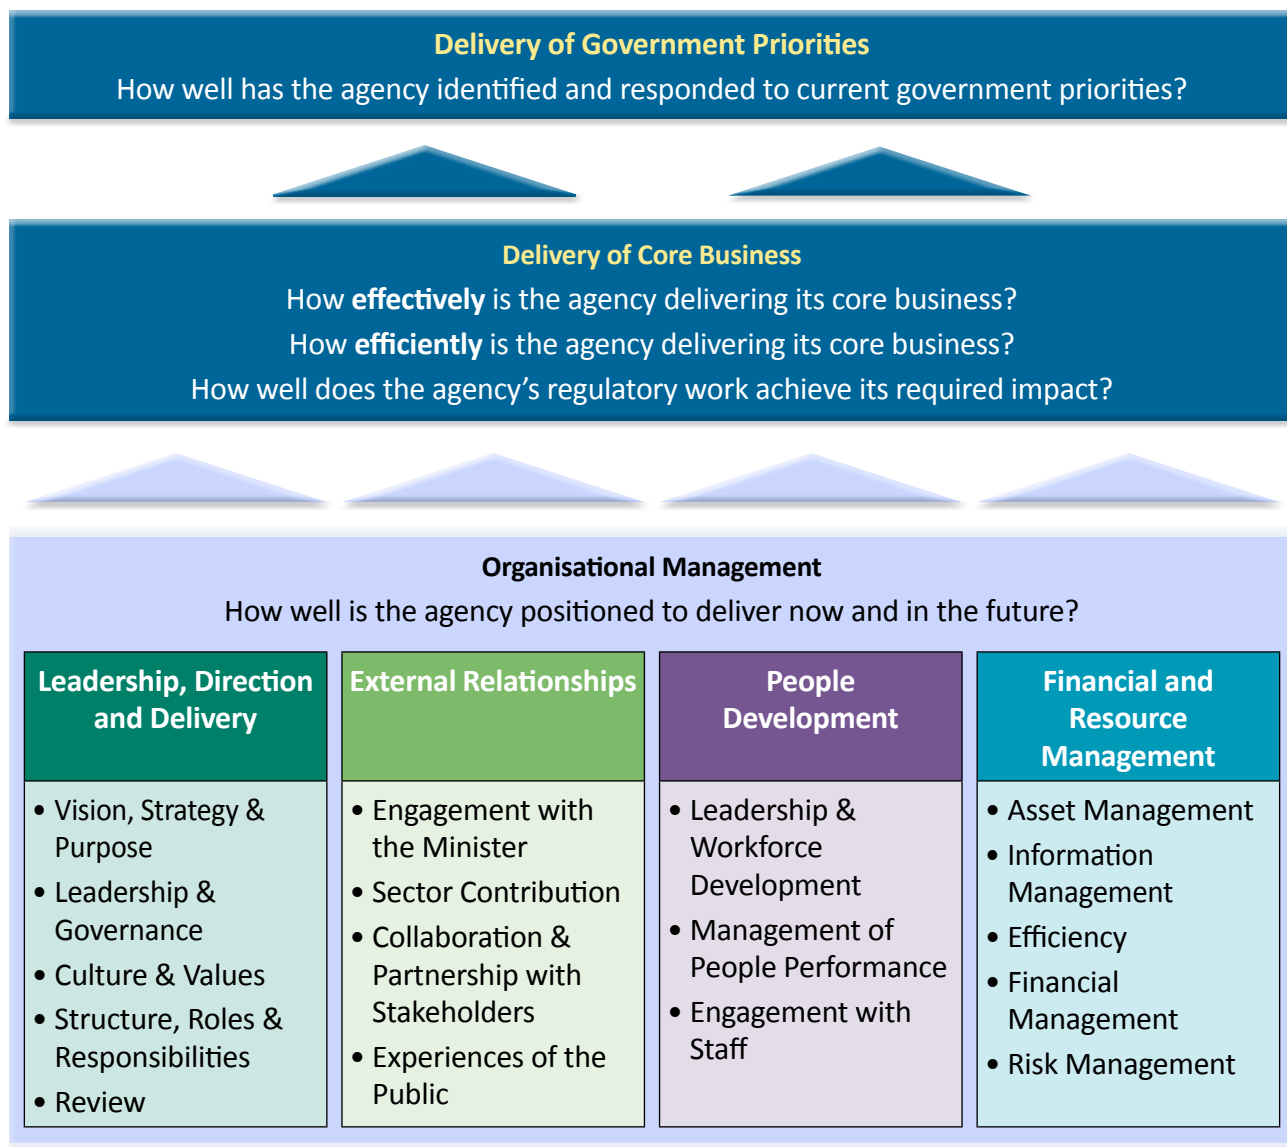 Delivery of Government Priorities
How well has the agency identified and responded to current government priorities?
Delivery of Core Business
How effectively is the agency delivering its core business?
How efficiently is the agency delivering its core business?
How well does the agency’s regulatory work achieve its required impact?
Organisational Management
How well is the agency positioned to deliver now and in the future?
Leadership, Direction
and Delivery
• Vision, Strategy &
Purpose
• Leadership &
Governance
• Culture & Values
• Structure, Roles &
Responsibilities
• Review
External Relationships
• Engagement with
the Minister
• Sector Contribution
• Collaboration &
Partnership with
Stakeholders
• Experiences of the
Public
People
Development
• Leadership &
Workforce
Development
• Management of
People Performance
• Engagement with
Staff
Financial and
Resource
Management
• Asset Management
• Information
Management
• Efficiency
• Financial
Management
• Risk Management